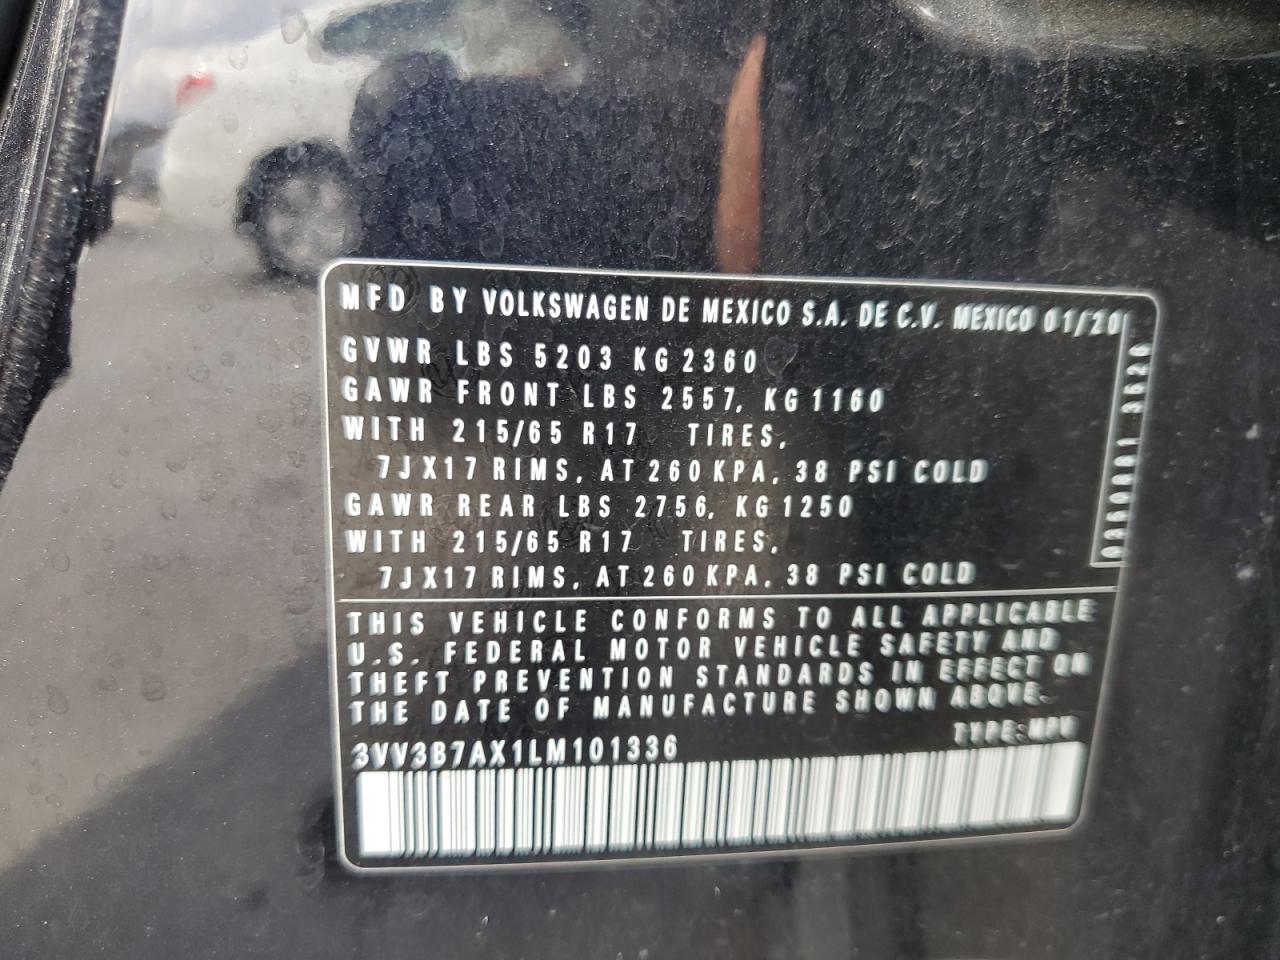 MFD BY VOLKSWAGEN DE MEXICO S.A. DE C.V. MEXICO 01/20
GVWR LBS 5203 KG 2360
GAWR FRONT LBS 2557, KG 1160
WITH 215/65 R17 TIRES,
7JX17 RIMS, AT 260 KPA, 38 PSI COLD
GAWR REAR LBS 2756, KG 1250
WITH 215/65 R17 TIRES,
7JX17 RIMS, AT 260 KPA, 38 PSI COLD
THIS VEHICLE CONFORMS TO ALL APPLICABLE
U.S. FEDERAL MOTOR VEHICLE SAFETY AND
THEFT PREVENTION STANDARDS IN EFFECT ON
THE DATE OF MANUFACTURE SHOWN ABOVE.
TYPE: MPV
3VV3B7AX1LM101336